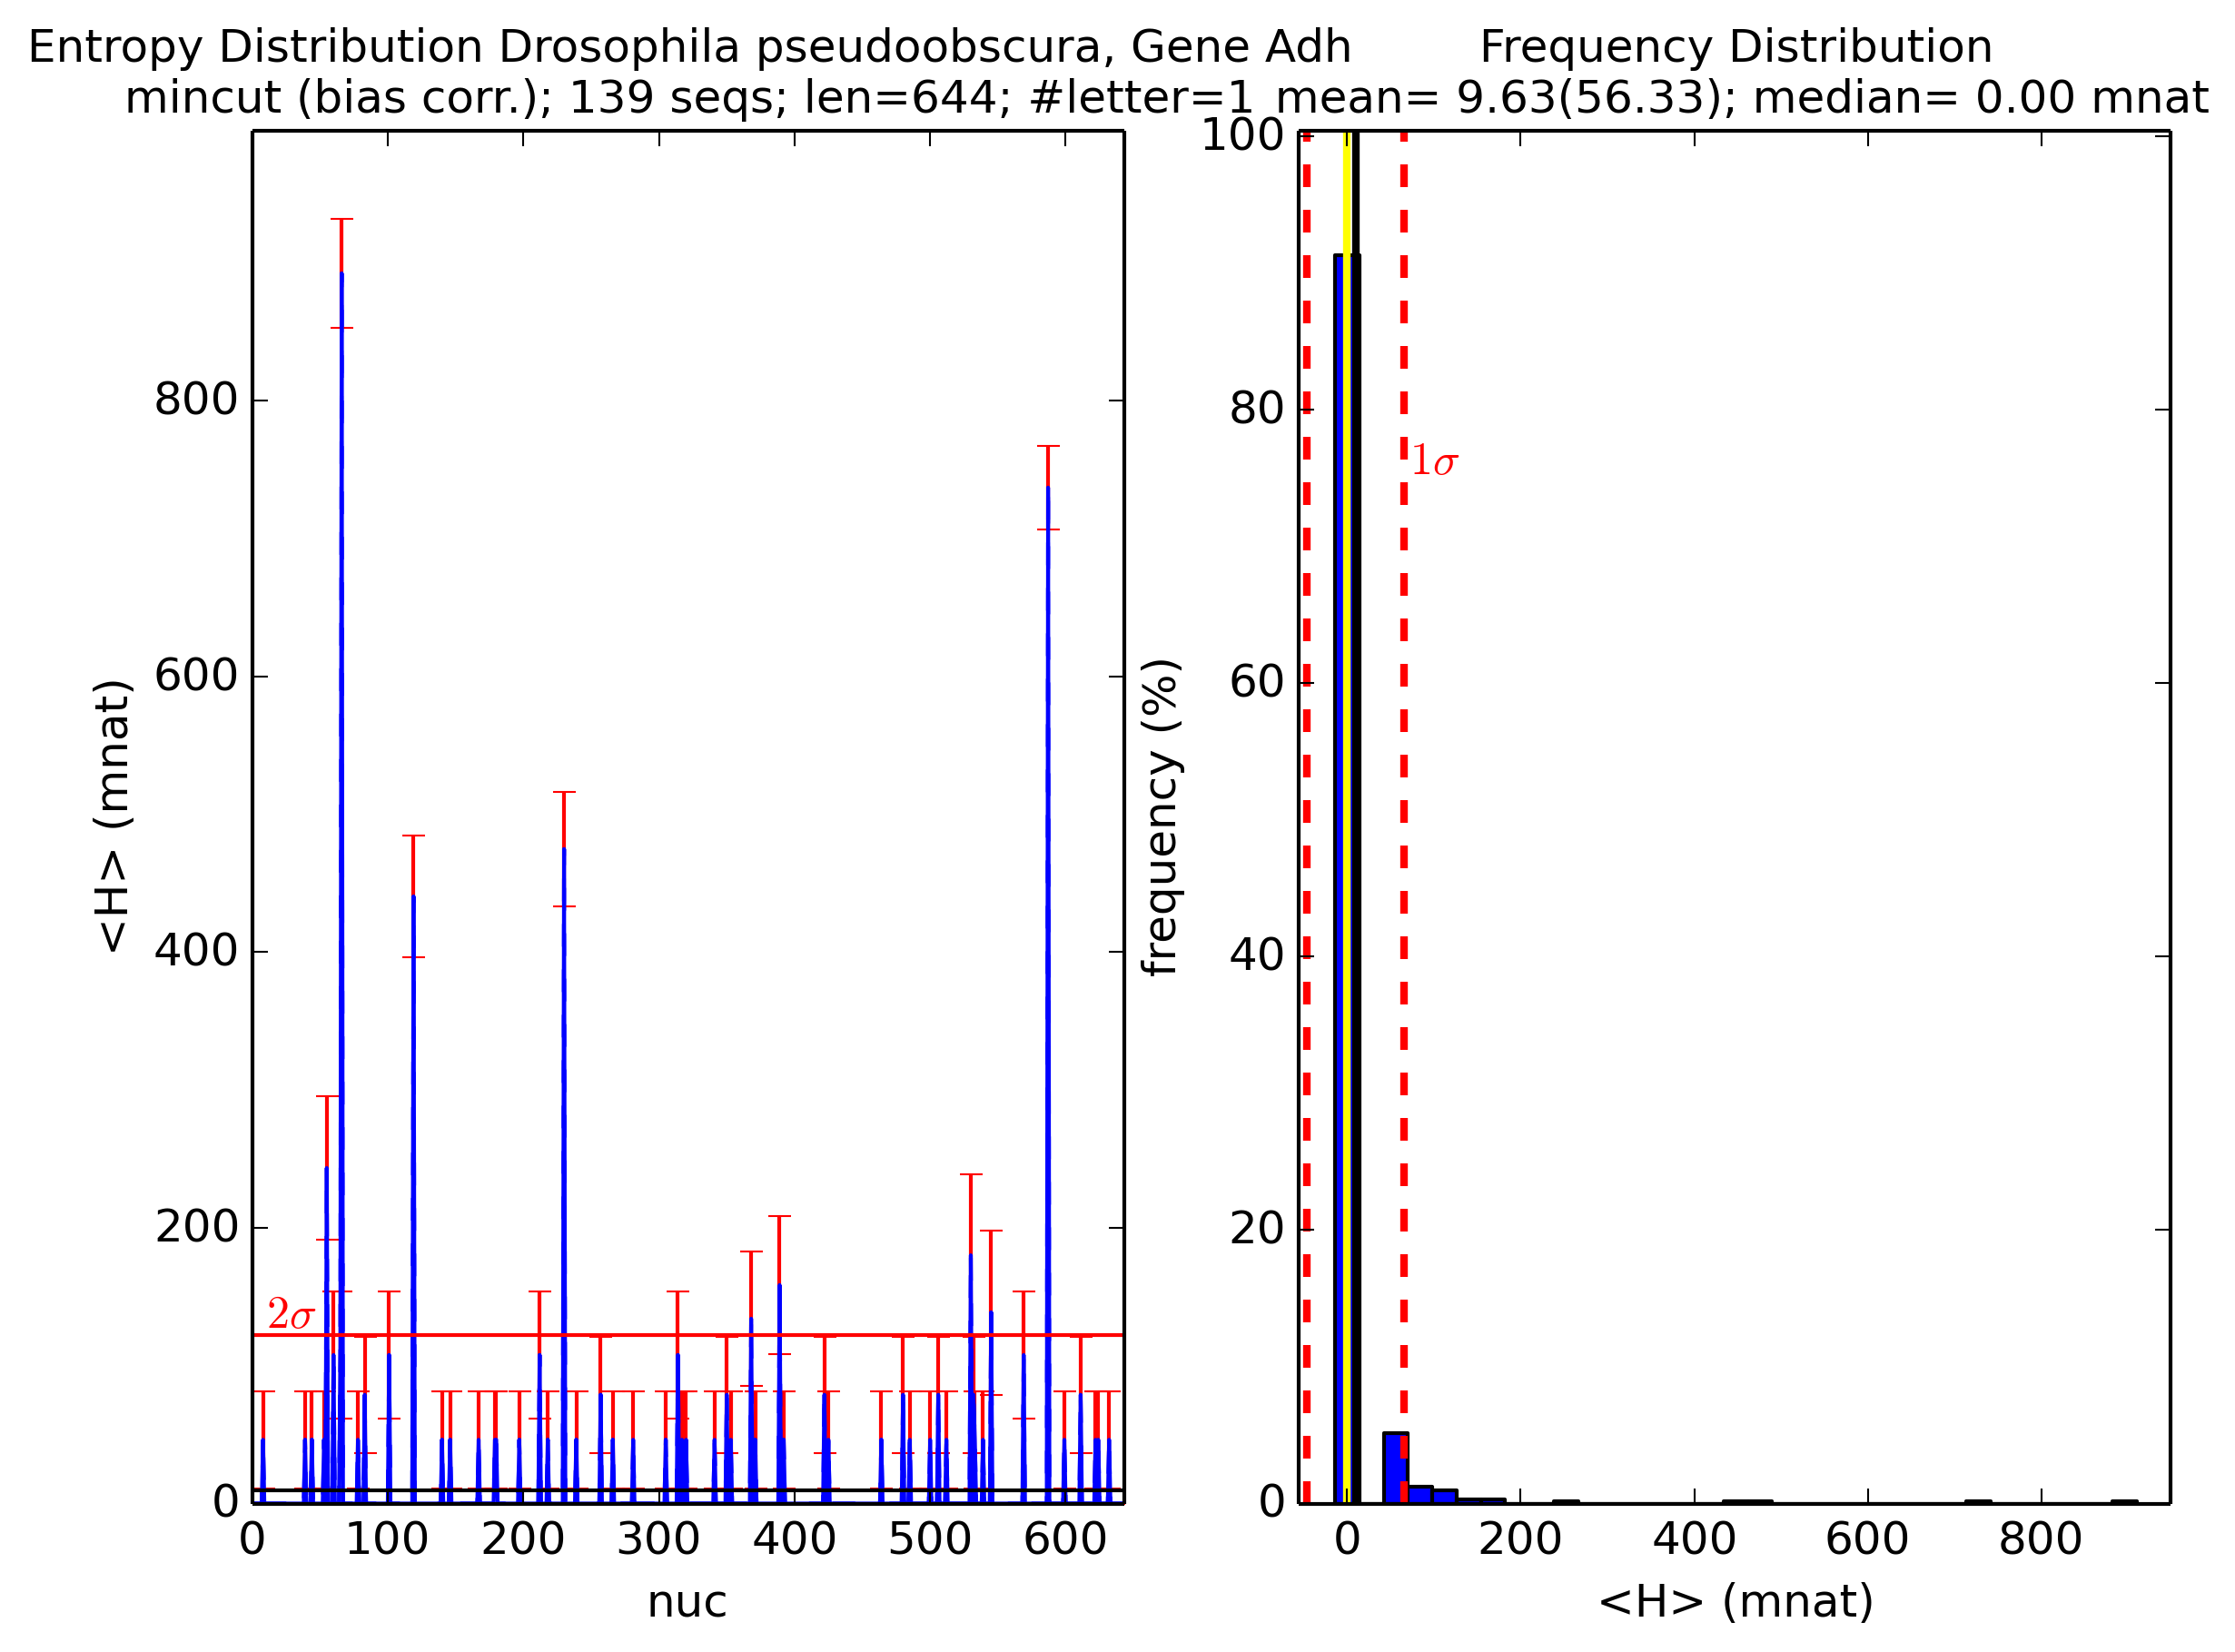 Entropy Distribution Drosophila pseudoobscura, Gene Adh
mincut (bias corr.); 139 seqs; len=644; #letter=1
<H> (mnat)
800
600
400
200
0
2σ
0 100 200 300 400 500 600
nuc
Frequency Distribution
mean= 9.63(56.33); median= 0.00 mnat
frequency (%)
100
80
60
40
20
0
1σ
0 200 400 600 800
<H> (mnat)